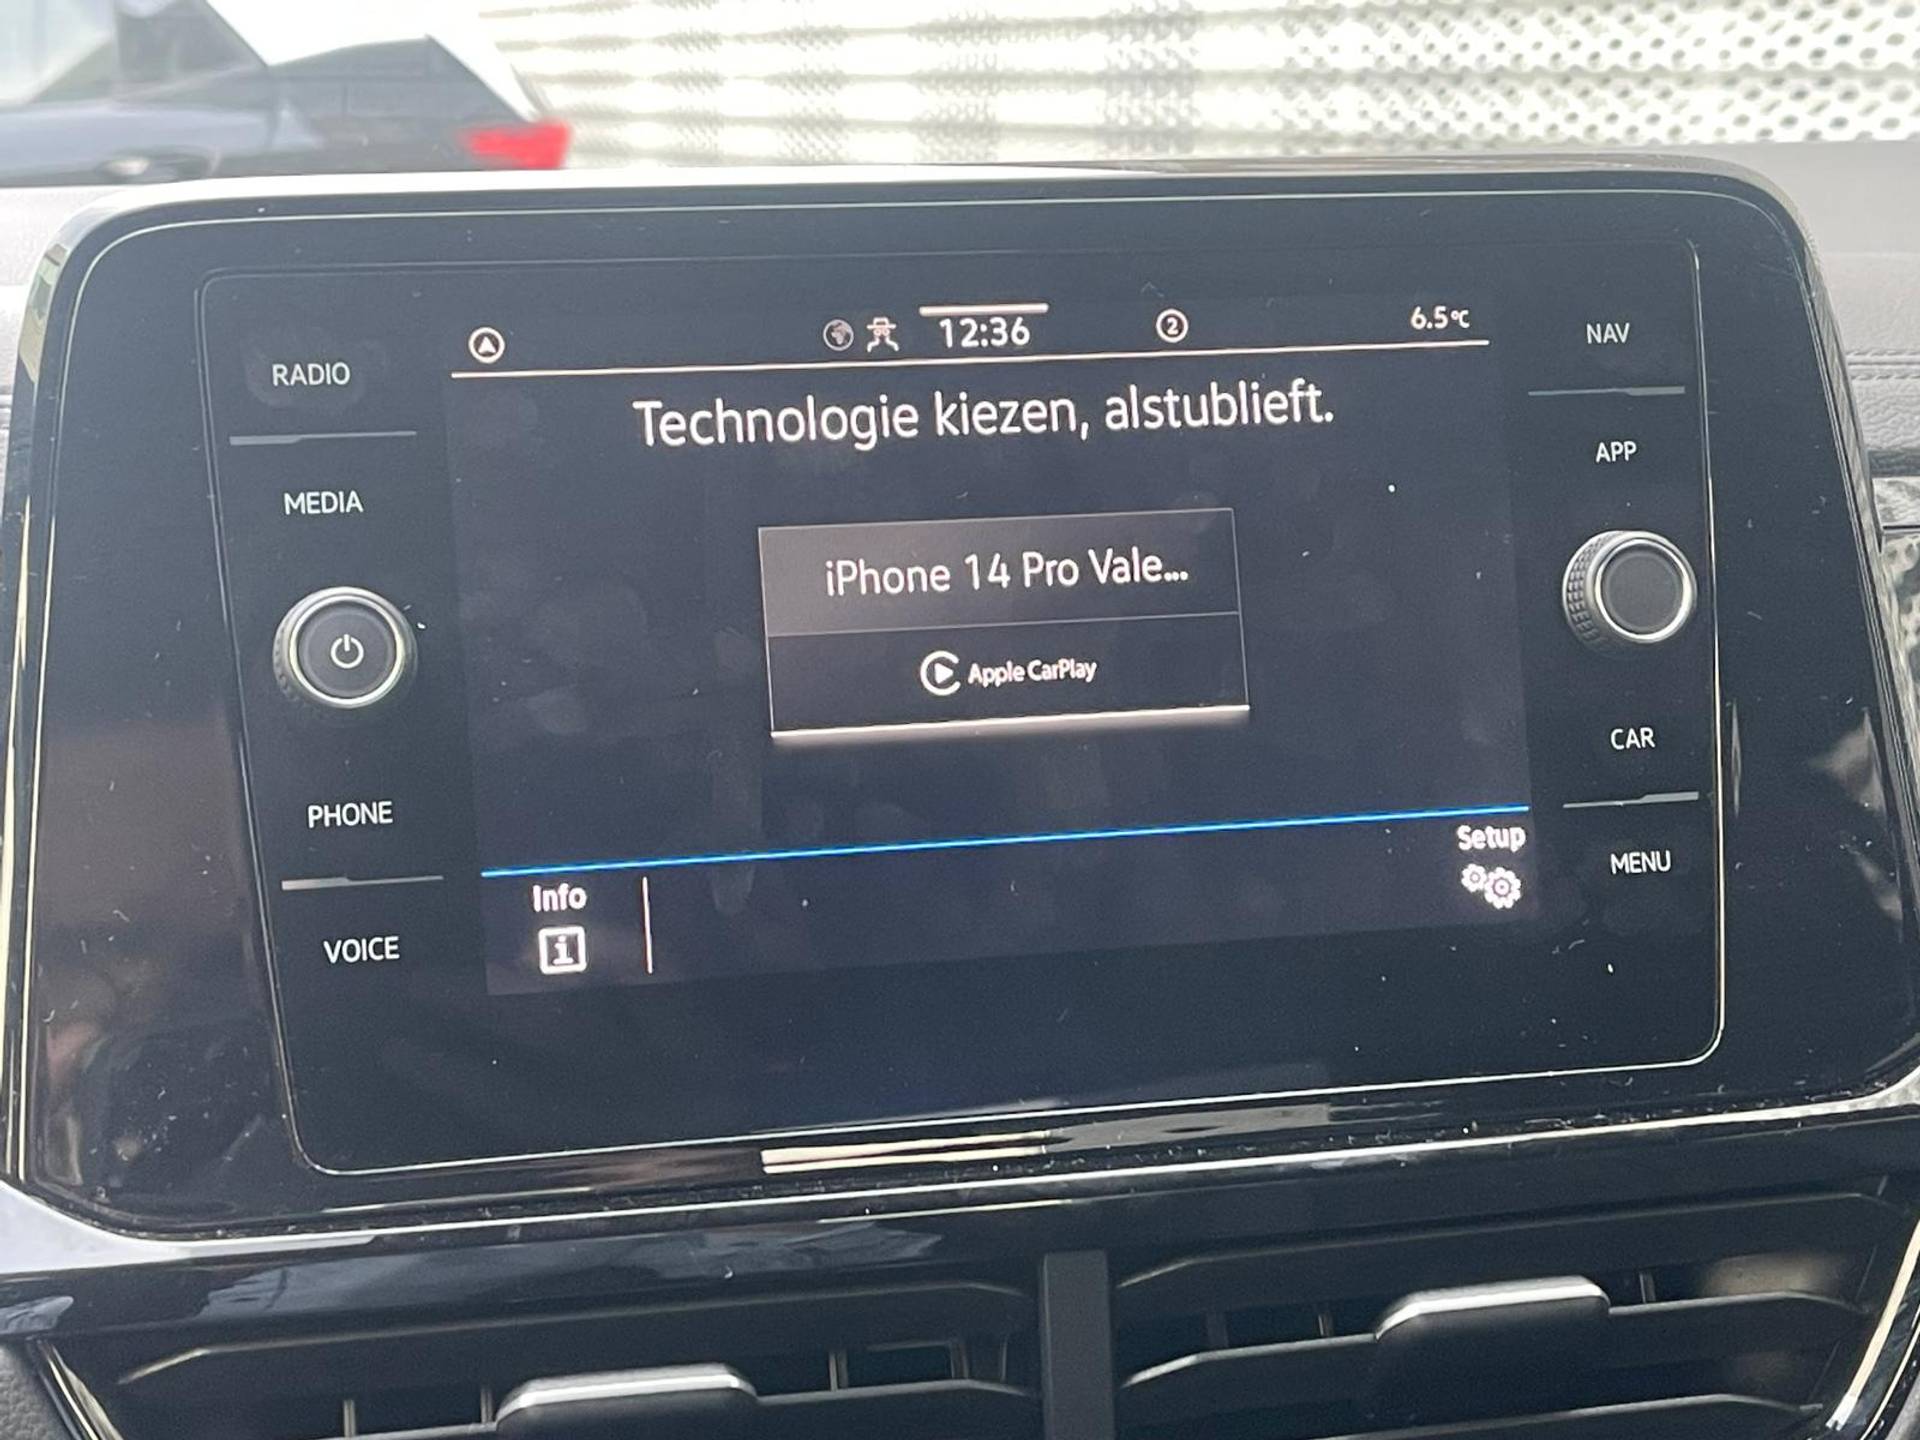 12:36
2
6.5°C
RADIO
MEDIA
PHONE
VOICE
Technologie kiezen, alstublieft.
iPhone 14 Pro Vale...
Apple CarPlay
Info
i
Setup
NAV
APP
CAR
MENU